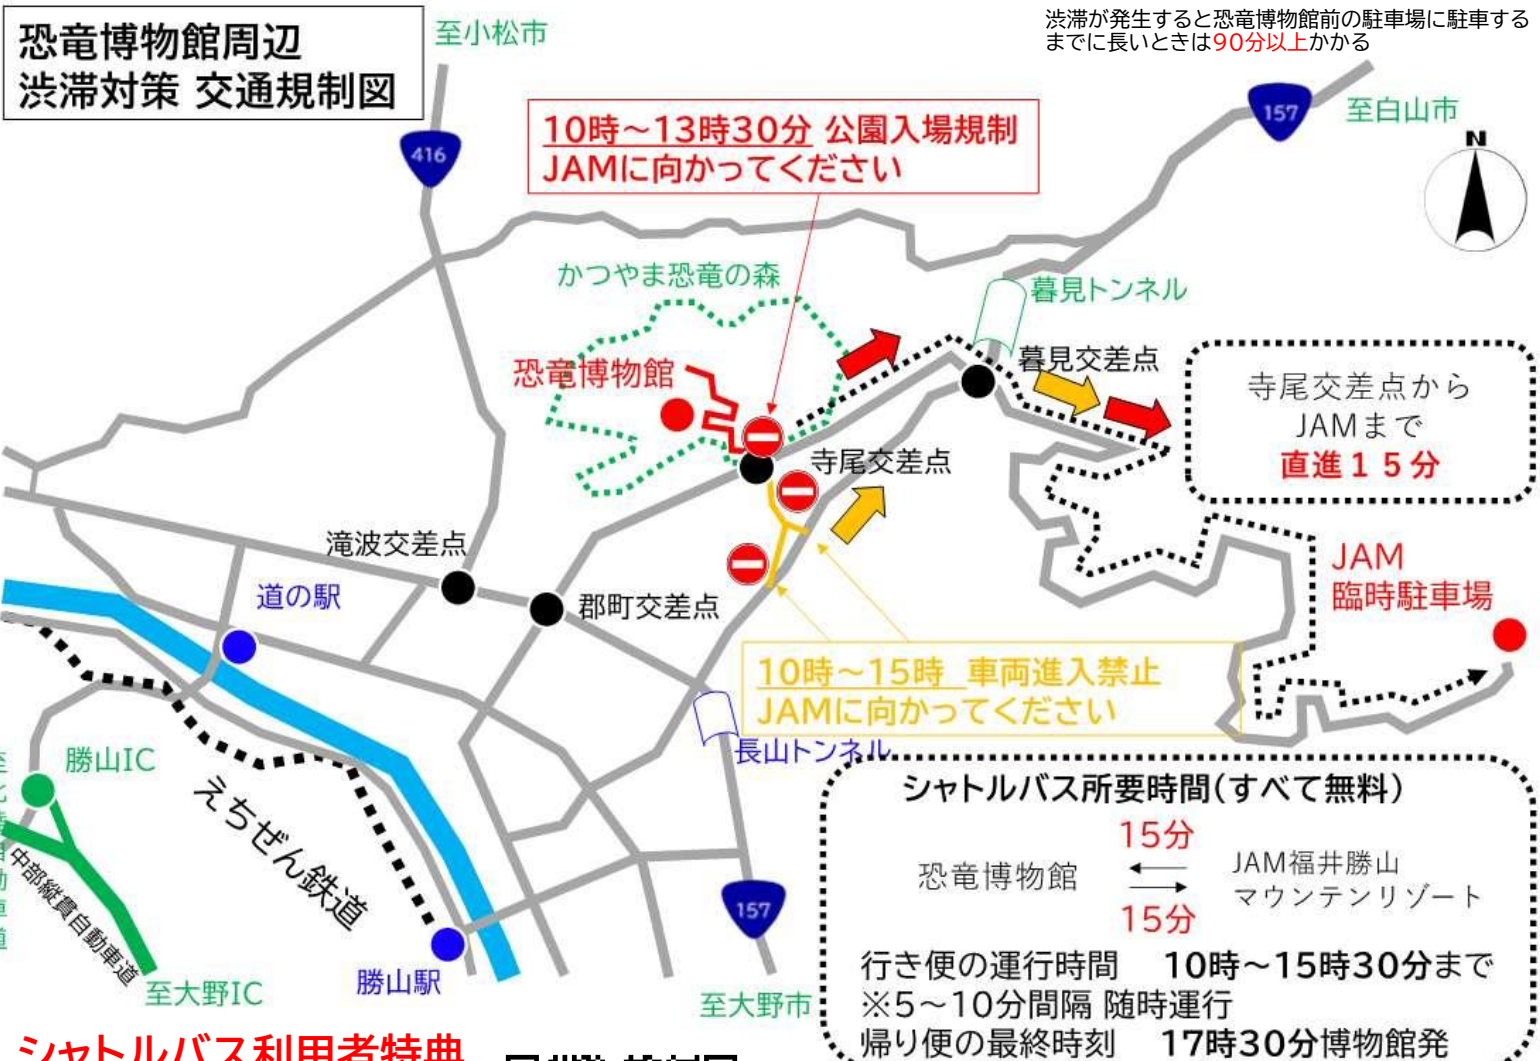 恐竜博物館周辺
渋滞対策 交通規制図
至小松市
渋滞が発生すると恐竜博物館前の駐車場に駐車する
までに長いときは90分以上かかる
416
10時～13時30分 公園入場規制
JAMに向かってください
157
至白山市
N
かつやま恐竜の森
暮見トンネル
恐竜博物館
暮見交差点
寺尾交差点から
JAMまで
直進15分
寺尾交差点
滝波交差点
道の駅
郡町交差点
JAM
臨時駐車場
10時～15時 車両進入禁止
JAMに向かってください
長山トンネル
勝山IC
えちぜん鉄道
中部縦貫自動車道
至大野IC
勝山駅
157
至大野市
シャトルバス所要時間(すべて無料)
15分
恐竜博物館
JAM福井勝山
マウンテンリゾート
15分
行き便の運行時間 10時～15時30分まで
※5～10分間隔 随時運行
帰り便の最終時刻 17時30分博物館発
シャトルバス利用者特典